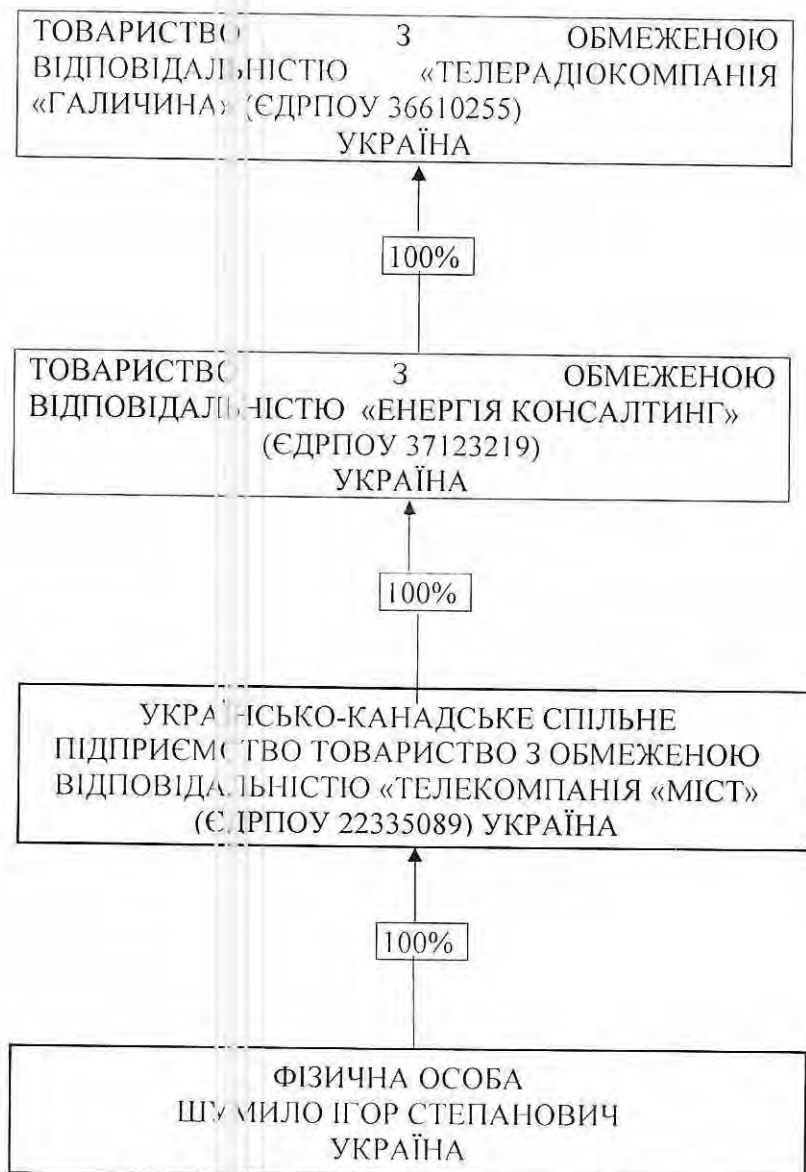 ТОВАРИСТВО З ОБМЕЖЕНОЮ
ВІДПОВІДАЛЬНІСТЮ «ТЕЛЕРАДІОКОМПАНІЯ
«ГАЛИЧИНА» (ЄДРПОУ 36610255)
УКРАЇНА
100%
ТОВАРИСТВО З ОБМЕЖЕНОЮ
ВІДПОВІДАЛЬНІСТЮ «ЕНЕРГІЯ КОНСАЛТИНГ»
(ЄДРПОУ 37123219)
УКРАЇНА
100%
УКРАЇНСЬКО-КАНАДСЬКЕ СПІЛЬНЕ
ПІДПРИЄМСТВО ТОВАРИСТВО З ОБМЕЖЕНОЮ
ВІДПОВІДАЛЬНІСТЮ «ТЕЛЕКОМПАНІЯ «МІСТ»
(ЄДРПОУ 22335089) УКРАЇНА
100%
ФІЗИЧНА ОСОБА
ШУМИЛО ІГОР СТЕПАНОВИЧ
УКРАЇНА